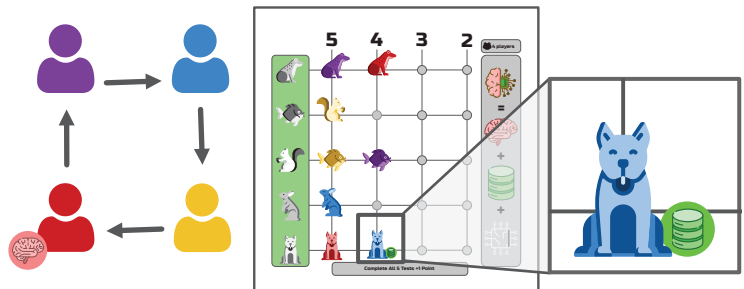 5 4 3 2
4 players
=
+
+
Complete All 5 Tests +1 Point